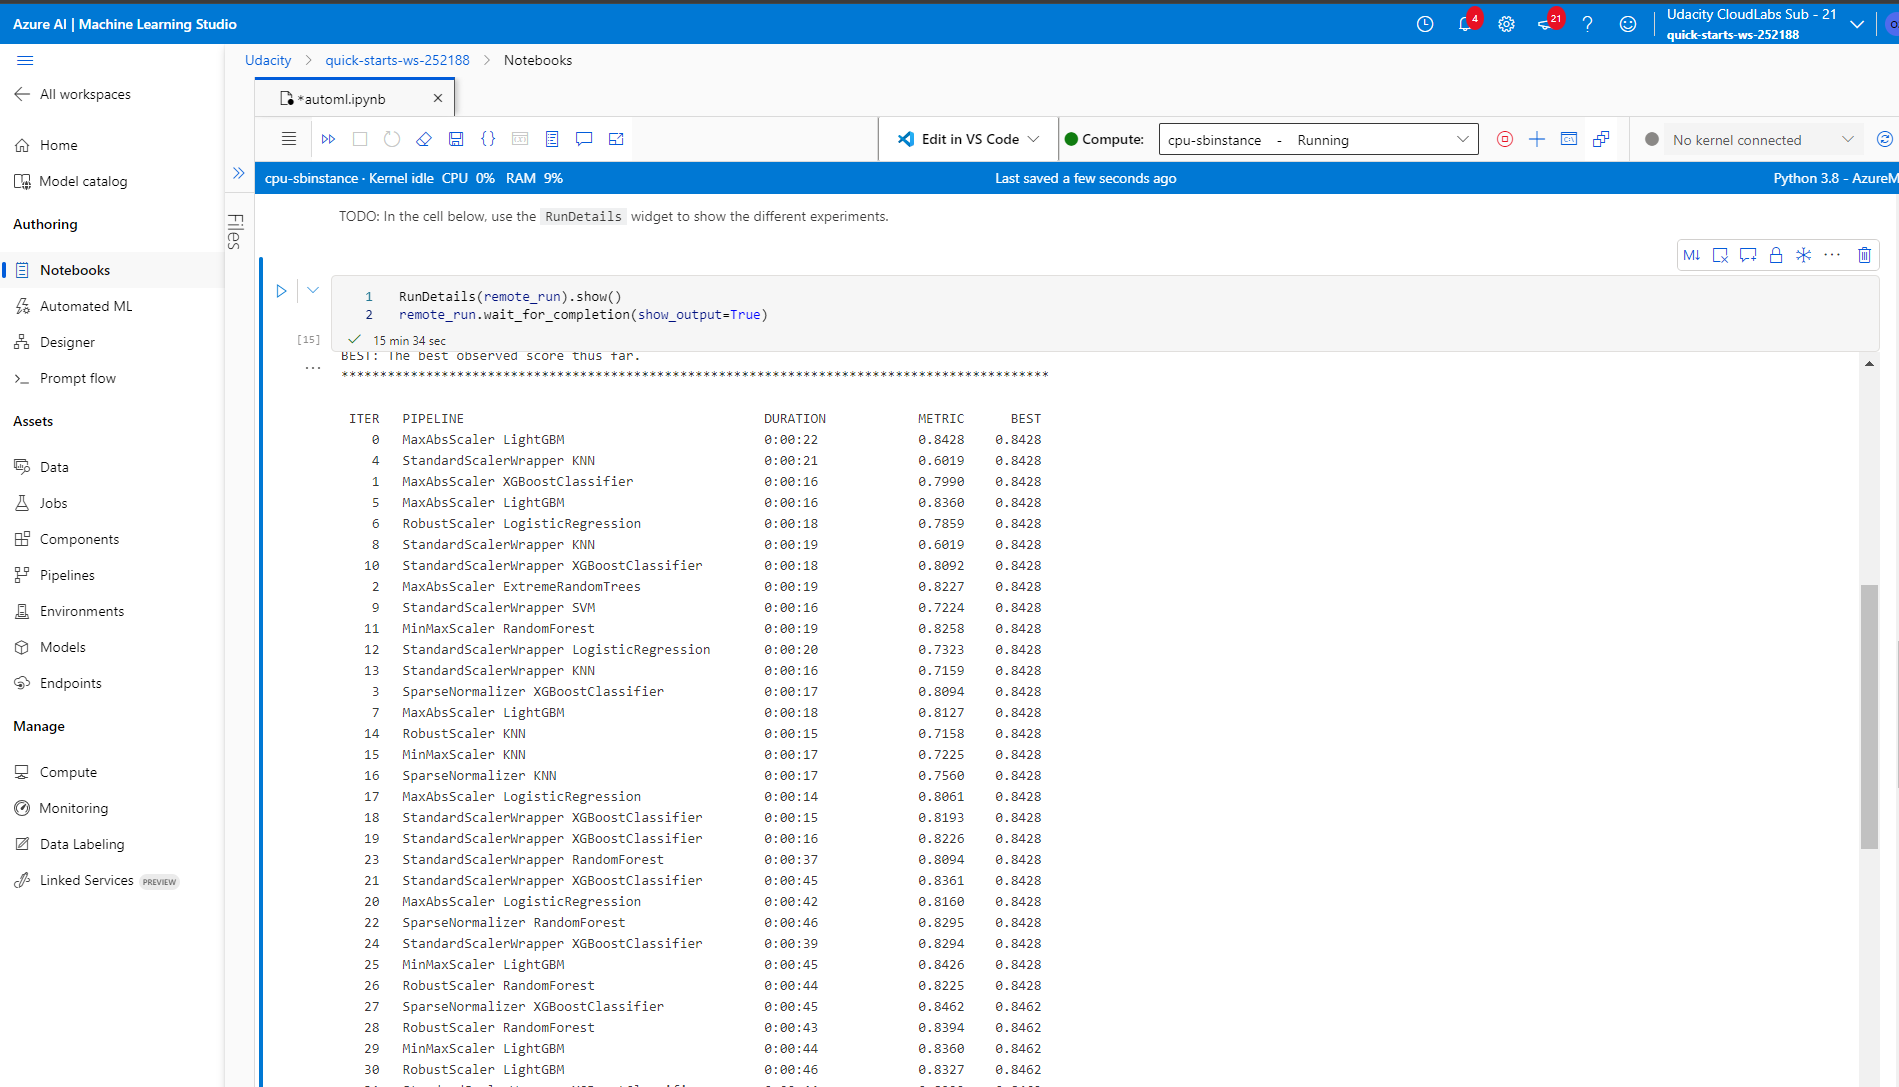 Azure AI | Machine Learning Studio
4
21
Udacity CloudLabs Sub - 21
quick-starts-ws-252188
All workspaces
Home
Model catalog
Authoring
Notebooks
Automated ML
Designer
Prompt flow
Assets
Data
Jobs
Components
Pipelines
Environments
Models
Endpoints
Manage
Compute
Monitoring
Data Labeling
Linked Services PREVIEW
Udacity > quick-starts-ws-252188 > Notebooks
*automl.ipynb
Edit in VS Code
Compute: cpu-sbinstance - Running
No kernel connected
cpu-sbinstance · Kernel idle CPU 0% RAM 9%
Last saved a few seconds ago
Python 3.8 - AzureM
Files
TODO: In the cell below, use the RunDetails widget to show the different experiments.
M↓
1 RunDetails(remote_run).show()
2 remote_run.wait_for_completion(show_output=True)
[15] 15 min 34 sec
BEST: The best observed score thus far.
********************************************************************************************
ITER PIPELINE DURATION METRIC BEST
0 MaxAbsScaler LightGBM 0:00:22 0.8428 0.8428
4 StandardScalerWrapper KNN 0:00:21 0.6019 0.8428
1 MaxAbsScaler XGBoostClassifier 0:00:16 0.7990 0.8428
5 MaxAbsScaler LightGBM 0:00:16 0.8360 0.8428
6 RobustScaler LogisticRegression 0:00:18 0.7859 0.8428
8 StandardScalerWrapper KNN 0:00:19 0.6019 0.8428
10 StandardScalerWrapper XGBoostClassifier 0:00:18 0.8092 0.8428
2 MaxAbsScaler ExtremeRandomTrees 0:00:19 0.8227 0.8428
9 StandardScalerWrapper SVM 0:00:16 0.7224 0.8428
11 MinMaxScaler RandomForest 0:00:19 0.8258 0.8428
12 StandardScalerWrapper LogisticRegression 0:00:20 0.7323 0.8428
13 StandardScalerWrapper KNN 0:00:16 0.7159 0.8428
3 SparseNormalizer XGBoostClassifier 0:00:17 0.8094 0.8428
7 MaxAbsScaler LightGBM 0:00:18 0.8127 0.8428
14 RobustScaler KNN 0:00:15 0.7158 0.8428
15 MinMaxScaler KNN 0:00:17 0.7225 0.8428
16 SparseNormalizer KNN 0:00:17 0.7560 0.8428
17 MaxAbsScaler LogisticRegression 0:00:14 0.8061 0.8428
18 StandardScalerWrapper XGBoostClassifier 0:00:15 0.8193 0.8428
19 StandardScalerWrapper XGBoostClassifier 0:00:16 0.8226 0.8428
23 StandardScalerWrapper RandomForest 0:00:37 0.8094 0.8428
21 StandardScalerWrapper XGBoostClassifier 0:00:45 0.8361 0.8428
20 MaxAbsScaler LogisticRegression 0:00:42 0.8160 0.8428
22 SparseNormalizer RandomForest 0:00:46 0.8295 0.8428
24 StandardScalerWrapper XGBoostClassifier 0:00:39 0.8294 0.8428
25 MinMaxScaler LightGBM 0:00:45 0.8426 0.8428
26 RobustScaler RandomForest 0:00:44 0.8225 0.8428
27 SparseNormalizer XGBoostClassifier 0:00:45 0.8462 0.8462
28 RobustScaler RandomForest 0:00:43 0.8394 0.8462
29 MinMaxScaler LightGBM 0:00:44 0.8360 0.8462
30 RobustScaler LightGBM 0:00:46 0.8327 0.8462